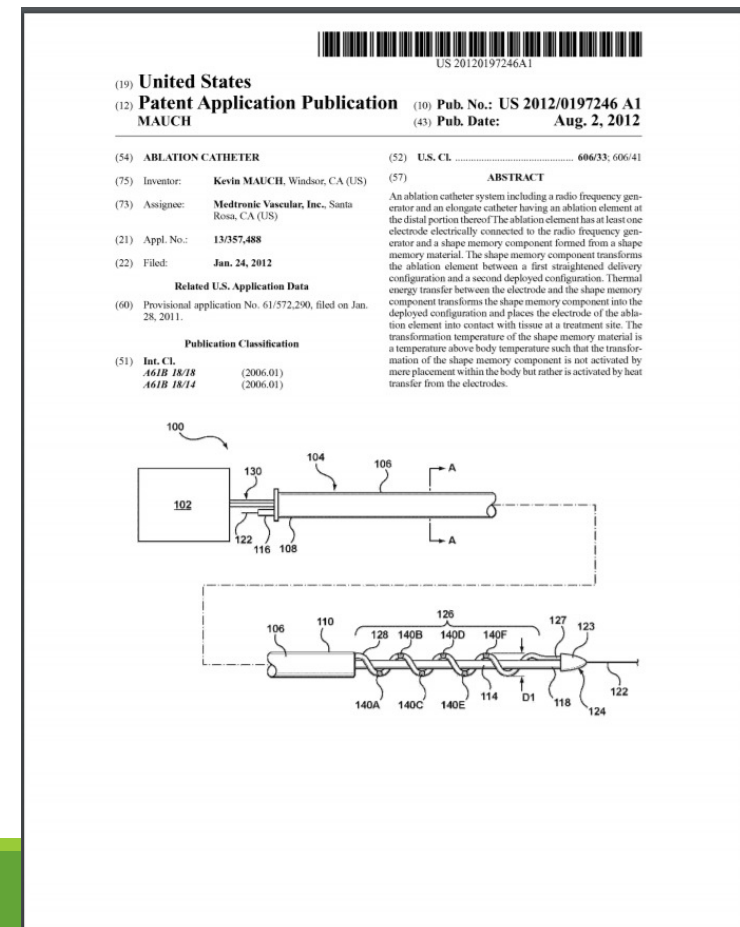 US 20120197246A1
(19) United States
(12) Patent Application Publication
MAUCH
(10) Pub. No.: US 2012/0197246 A1
(43) Pub. Date: Aug. 2, 2012
(54) ABLATION CATHETER
(75) Inventor: Kevin MAUCH, Windsor, CA (US)
(73) Assignee: Medtronic Vascular, Inc., Santa
Rosa, CA (US)
(21) Appl. No.: 13/357,488
(22) Filed: Jan. 24, 2012
Related U.S. Application Data
(60) Provisional application No. 61/572,290, filed on Jan.
28, 2011.
Publication Classification
(51) Int. Cl.
A61B 18/18 (2006.01)
A61B 18/14 (2006.01)
(52) U.S. Cl. ............................................ 606/33; 606/41
(57) ABSTRACT
An ablation catheter system including a radio frequency gen-
erator and an elongate catheter having an ablation element at
the distal portion thereof The ablation element has at least one
electrode electrically connected to the radio frequency gen-
erator and a shape memory component formed from a shape
memory material. The shape memory component transforms
the ablation element between a first straightened delivery
configuration and a second deployed configuration. Thermal
energy transfer between the electrode and the shape memory
component transforms the shape memory component into the
deployed configuration and places the electrode of the abla-
tion element into contact with tissue at a treatment site. The
transformation temperature of the shape memory material is
a temperature above body temperature such that the transfor-
mation of the shape memory component is not activated by
mere placement within the body but rather is activated by heat
transfer from the electrodes.
100
130
104
106
A
102
122
116
108
A
126
106
110
128
140B
140D
140F
127
123
140A
140C
140E
114
D1
118
124
122